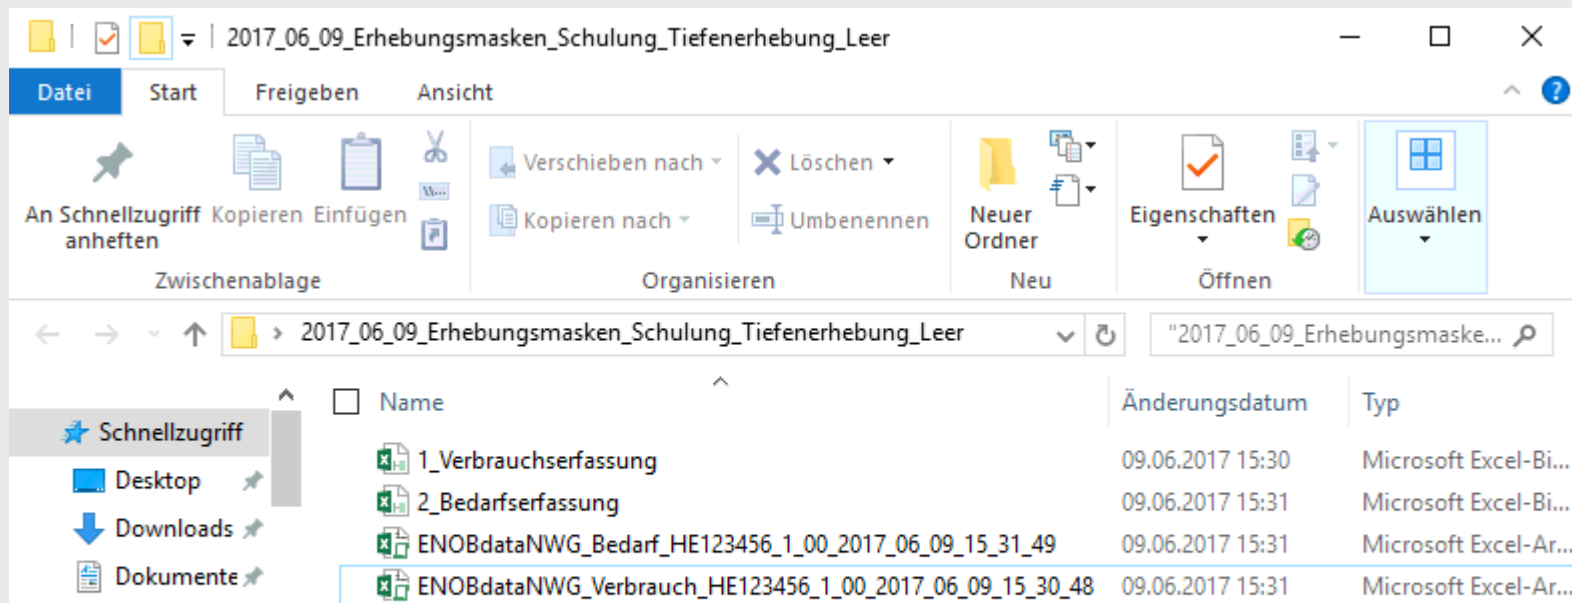 2017_06_09_Erhebungsmasken_Schulung_Tiefenerhebung_Leer
Datei Start Freigeben Ansicht
An Schnellzugriff anheften Kopieren Einfügen
Verschieben nach Löschen
Kopieren nach Umbenennen
Neuer Ordner
Eigenschaften
Auswählen
Zwischenablage Organisieren Neu Öffnen
2017_06_09_Erhebungsmasken_Schulung_Tiefenerhebung_Leer "2017_06_09_Erhebungsmaske...
Name Änderungsdatum Typ
Schnellzugriff
Desktop
Downloads
Dokumente
1_Verbrauchserfassung 09.06.2017 15:30 Microsoft Excel-Bi...
2_Bedarfserfassung 09.06.2017 15:31 Microsoft Excel-Bi...
ENOBdataNWG_Bedarf_HE123456_1_00_2017_06_09_15_31_49 09.06.2017 15:31 Microsoft Excel-Ar...
ENOBdataNWG_Verbrauch_HE123456_1_00_2017_06_09_15_30_48 09.06.2017 15:31 Microsoft Excel-Ar...